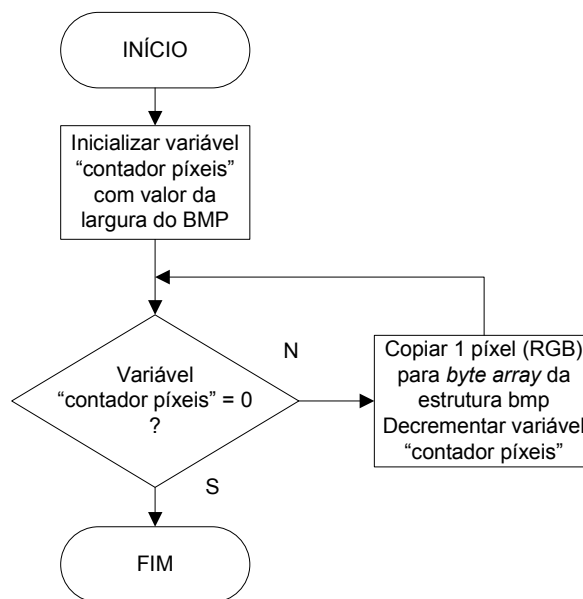 INÍCIO
Inicializar variável
“contador píxeis”
com valor da
largura do BMP
Variável
“contador píxeis” = 0
?
N
Copiar 1 píxel (RGB)
para byte array da
estrutura bmp
Decrementar variável
“contador píxeis”
S
FIM